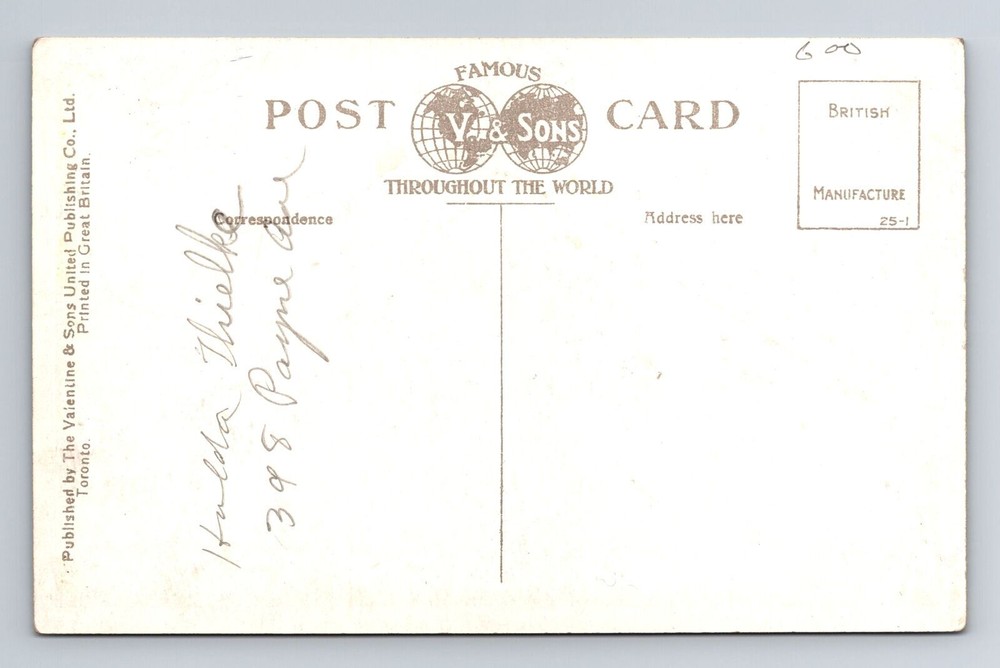 600
FAMOUS
POST CARD
V. & SONS
THROUGHOUT THE WORLD
BRITISH
MANUFACTURE
25-1
Correspondence
Address here
Hulda Thielke
398 Payne Ave
Published by The Valentine & Sons United Publishing Co., Ltd.
Toronto. Printed in Great Britain.